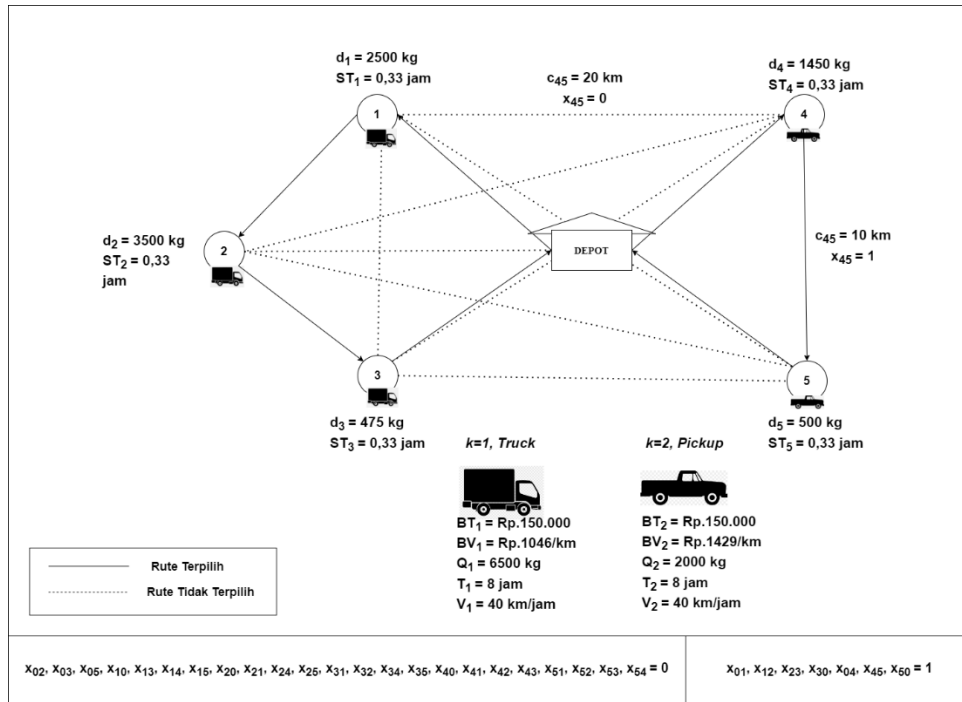 d1 = 2500 kg
ST1 = 0,33 jam
c45 = 20 km
x45 = 0
d4 = 1450 kg
ST4 = 0,33 jam
1
4
d2 = 3500 kg
ST2 = 0,33
jam
2
DEPOT
c45 = 10 km
x45 = 1
3
5
d3 = 475 kg
ST3 = 0,33 jam
d5 = 500 kg
ST5 = 0,33 jam
k=1, Truck
k=2, Pickup
BT1 = Rp.150.000
BV1 = Rp.1046/km
Q1 = 6500 kg
T1 = 8 jam
V1 = 40 km/jam
BT2 = Rp.150.000
BV2 = Rp.1429/km
Q2 = 2000 kg
T2 = 8 jam
V2 = 40 km/jam
Rute Terpilih
Rute Tidak Terpilih
x02, x03, x05, x10, x13, x14, x15, x20, x21, x24, x25, x31, x32, x34, x35, x40, x41, x42, x43, x51, x52, x53, x54 = 0
x01, x12, x23, x30, x04, x45, x50 = 1